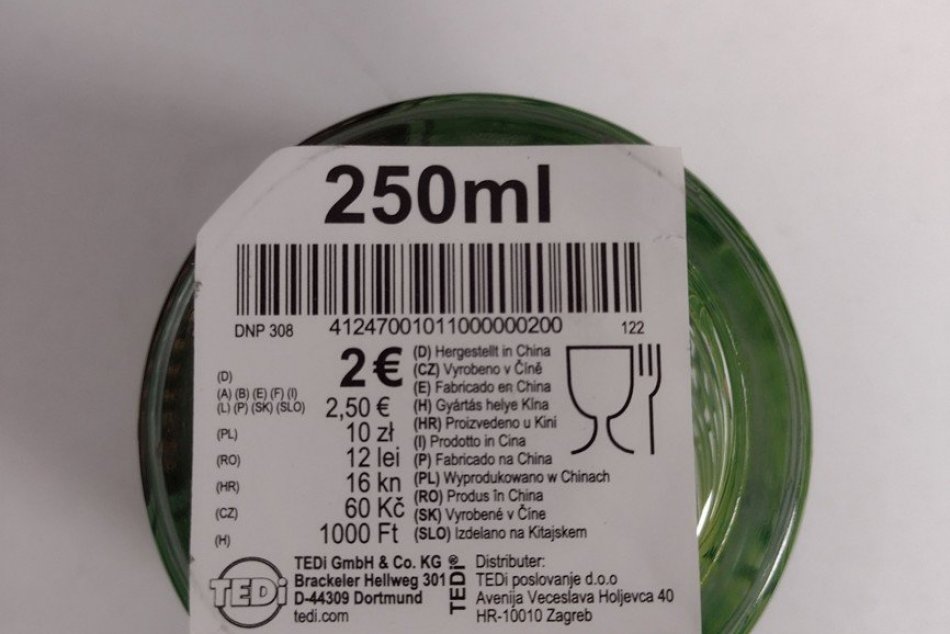 250ml
DNP 308 41247001011000000200 122
(D) 2€
(A) (B) (E) (F) (I)
(L) (P) (SK) (SLO) 2,50 €
(PL) 10 zł
(RO) 12 lei
(HR) 16 kn
(CZ) 60 Kč
(H) 1000 Ft
(D) Hergestellt in China
(CZ) Vyrobeno v Číně
(E) Fabricado en China
(H) Gyártás helye Kína
(HR) Proizvedeno u Kini
(I) Prodotto in Cina
(P) Fabricado na China
(PL) Wyprodukowano w Chinach
(RO) Produs în China
(SK) Vyrobené v Číne
(SLO) Izdelano na Kitajskem
TEDi
TEDi GmbH & Co. KG
Brackeler Hellweg 301
D-44309 Dortmund
tedi.com
TEDi®
Distributer:
TEDi poslovanje d.o.o
Avenija Veceslava Holjevca 40
HR-10010 Zagreb